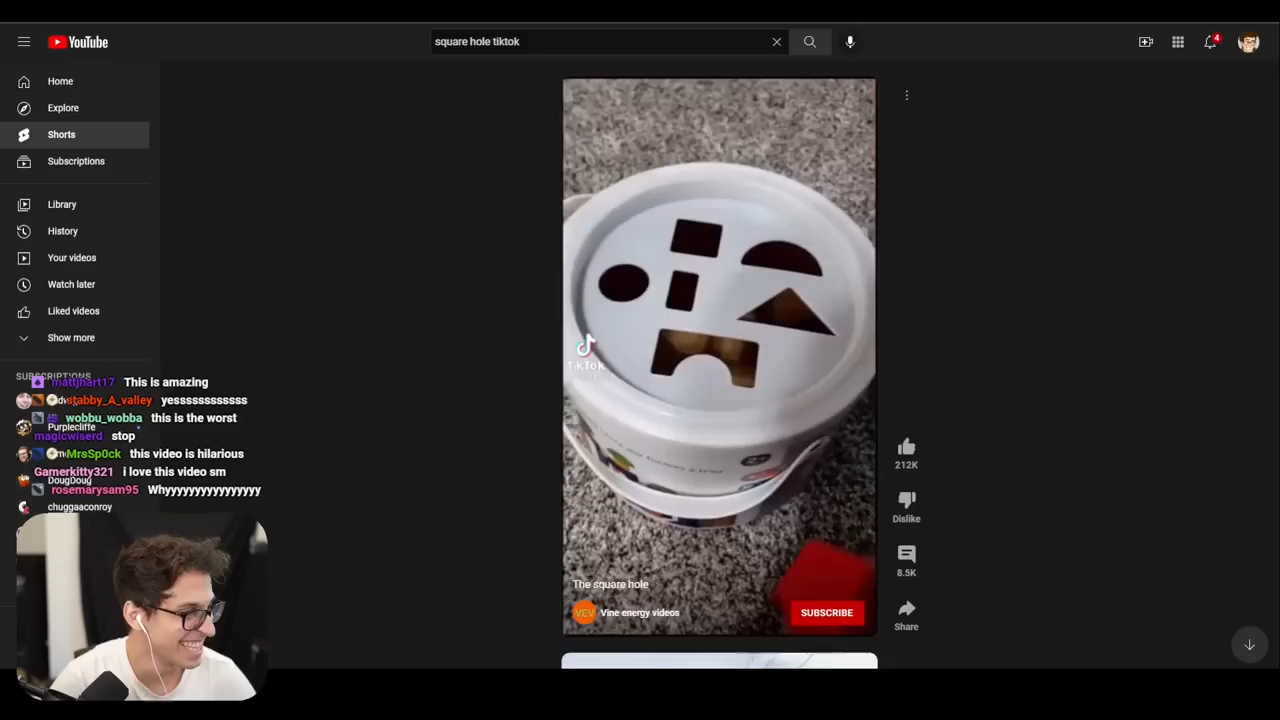 YouTube
square hole tiktok
4
Home
Explore
Shorts
Subscriptions
Library
History
Your videos
Watch later
Liked videos
Show more
SUBSCRIPTIONS
mattjhart17 This is amazing
stabby_A_valley yesssssssssss
wobbu_wobba this is the worst
Purplecliffe
magicwiserd stop
MrsSp0ck this video is hilarious
Gamerkitty321 i love this video sm
DougDoug
rosemarysam95 Whyyyyyyyyyyyyyy
chuggaaconroy
TikTok
The square hole
VEV Vine energy videos
SUBSCRIBE
212K
Dislike
8.5K
Share